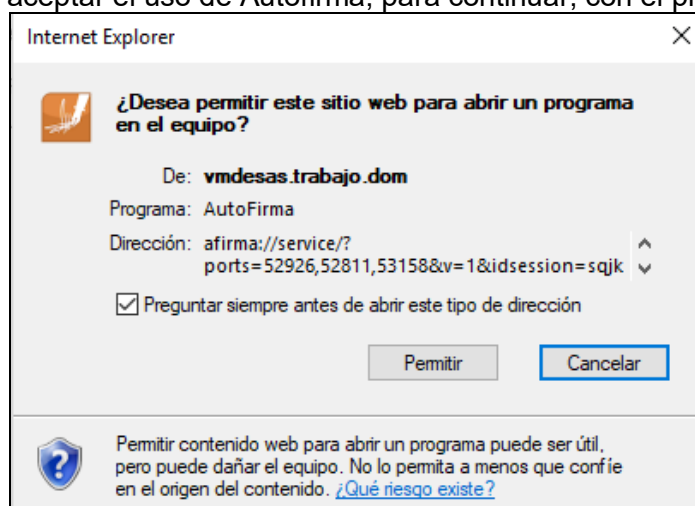 aceptar el uso de Autofirma, para continuar, con el p
Internet Explorer
¿Desea permitir este sitio web para abrir un programa
en el equipo?
De: vmdesas.trabajo.dom
Programa: AutoFirma
Dirección: afirma://service/?
ports=52926,52811,53158&v=1&idsession=sqjk
Preguntar siempre antes de abrir este tipo de dirección
Permitir Cancelar
Permitir contenido web para abrir un programa puede ser útil,
pero puede dañar el equipo. No lo permita a menos que confíe
en el origen del contenido. ¿Qué riesgo existe?